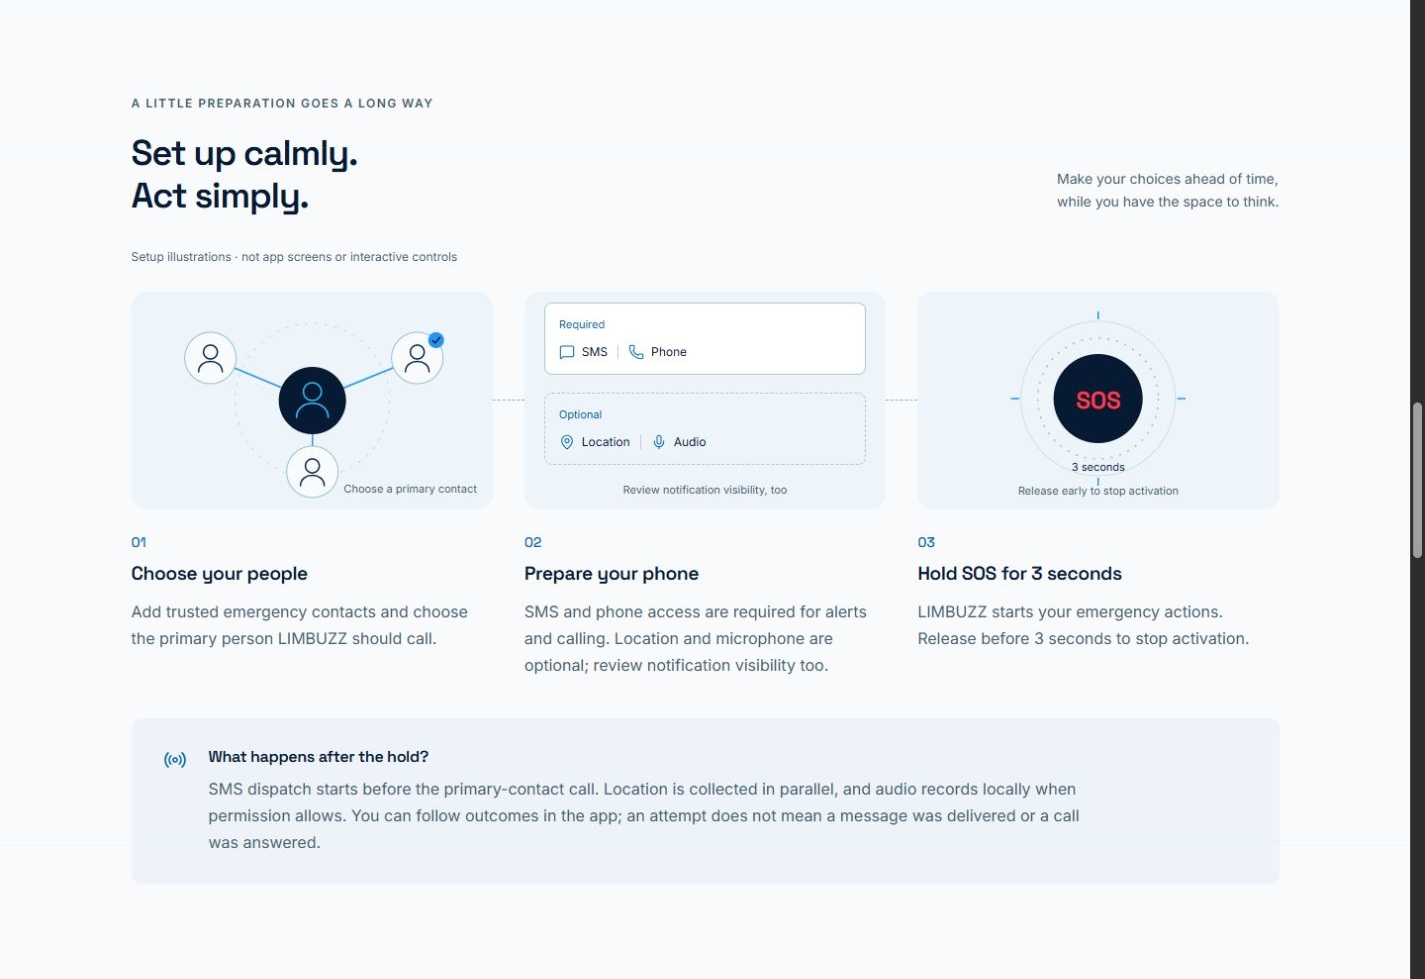 A LITTLE PREPARATION GOES A LONG WAY
Set up calmly.
Act simply.
Make your choices ahead of time,
while you have the space to think.
Setup illustrations · not app screens or interactive controls
Choose a primary contact
Required
SMS
Phone
Optional
Location
Audio
Review notification visibility, too
SOS
3 seconds
Release early to stop activation
01
Choose your people
Add trusted emergency contacts and choose
the primary person LIMBUZZ should call.
02
Prepare your phone
SMS and phone access are required for alerts
and calling. Location and microphone are
optional; review notification visibility too.
03
Hold SOS for 3 seconds
LIMBUZZ starts your emergency actions.
Release before 3 seconds to stop activation.
What happens after the hold?
SMS dispatch starts before the primary-contact call. Location is collected in parallel, and audio records locally when
permission allows. You can follow outcomes in the app; an attempt does not mean a message was delivered or a call
was answered.